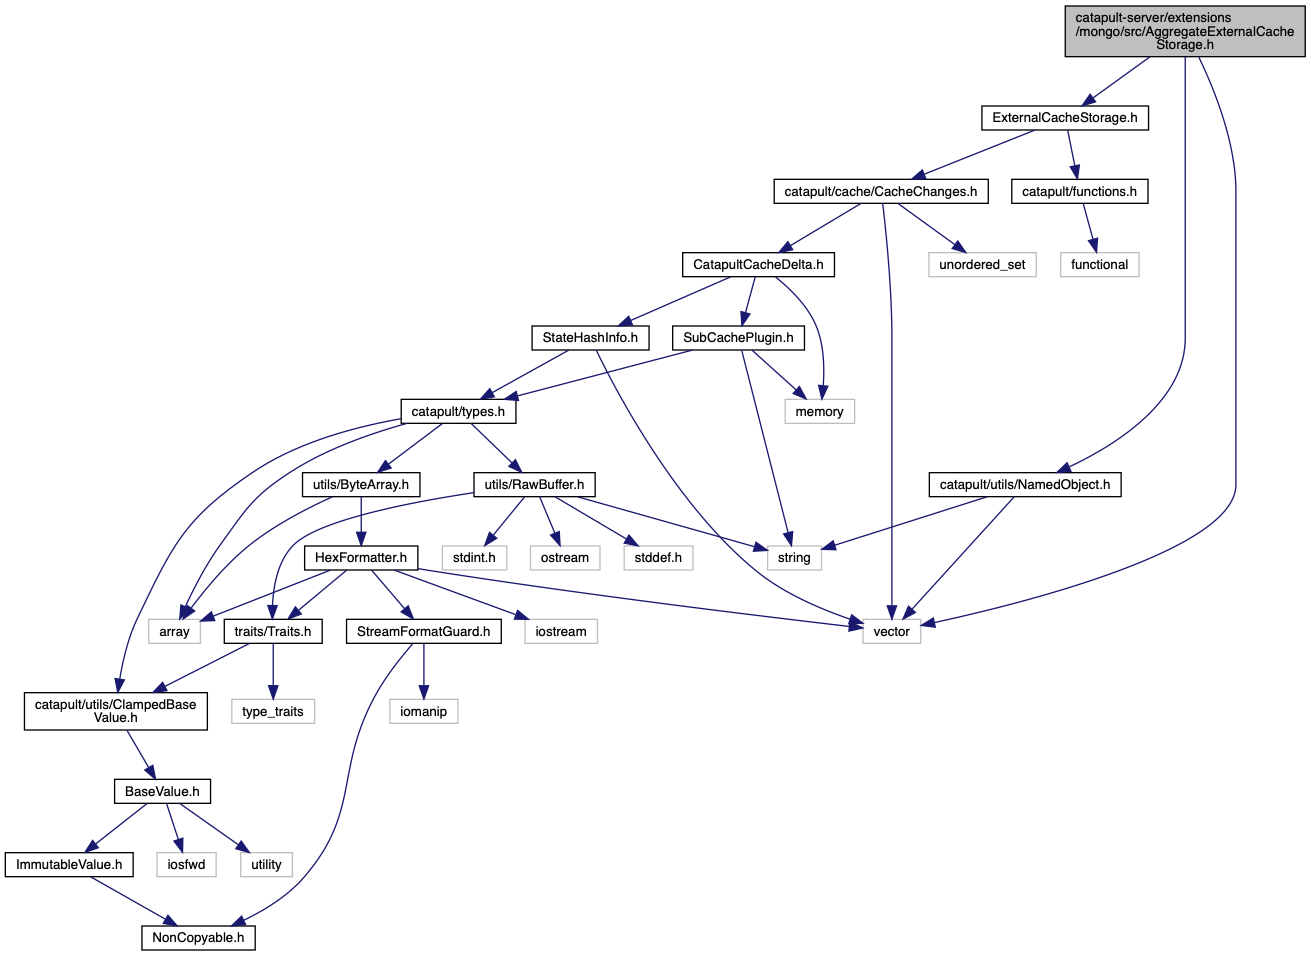 catapult-server/extensions
/mongo/src/AggregateExternalCache
Storage.h
ExternalCacheStorage.h
catapult/cache/CacheChanges.h
catapult/functions.h
CatapultCacheDelta.h
unordered_set
functional
StateHashInfo.h
SubCachePlugin.h
catapult/types.h
memory
utils/ByteArray.h
utils/RawBuffer.h
catapult/utils/NamedObject.h
HexFormatter.h
stdint.h
ostream
stddef.h
string
array
traits/Traits.h
StreamFormatGuard.h
iostream
vector
catapult/utils/ClampedBase
Value.h
type_traits
iomanip
BaseValue.h
ImmutableValue.h
iosfwd
utility
NonCopyable.h